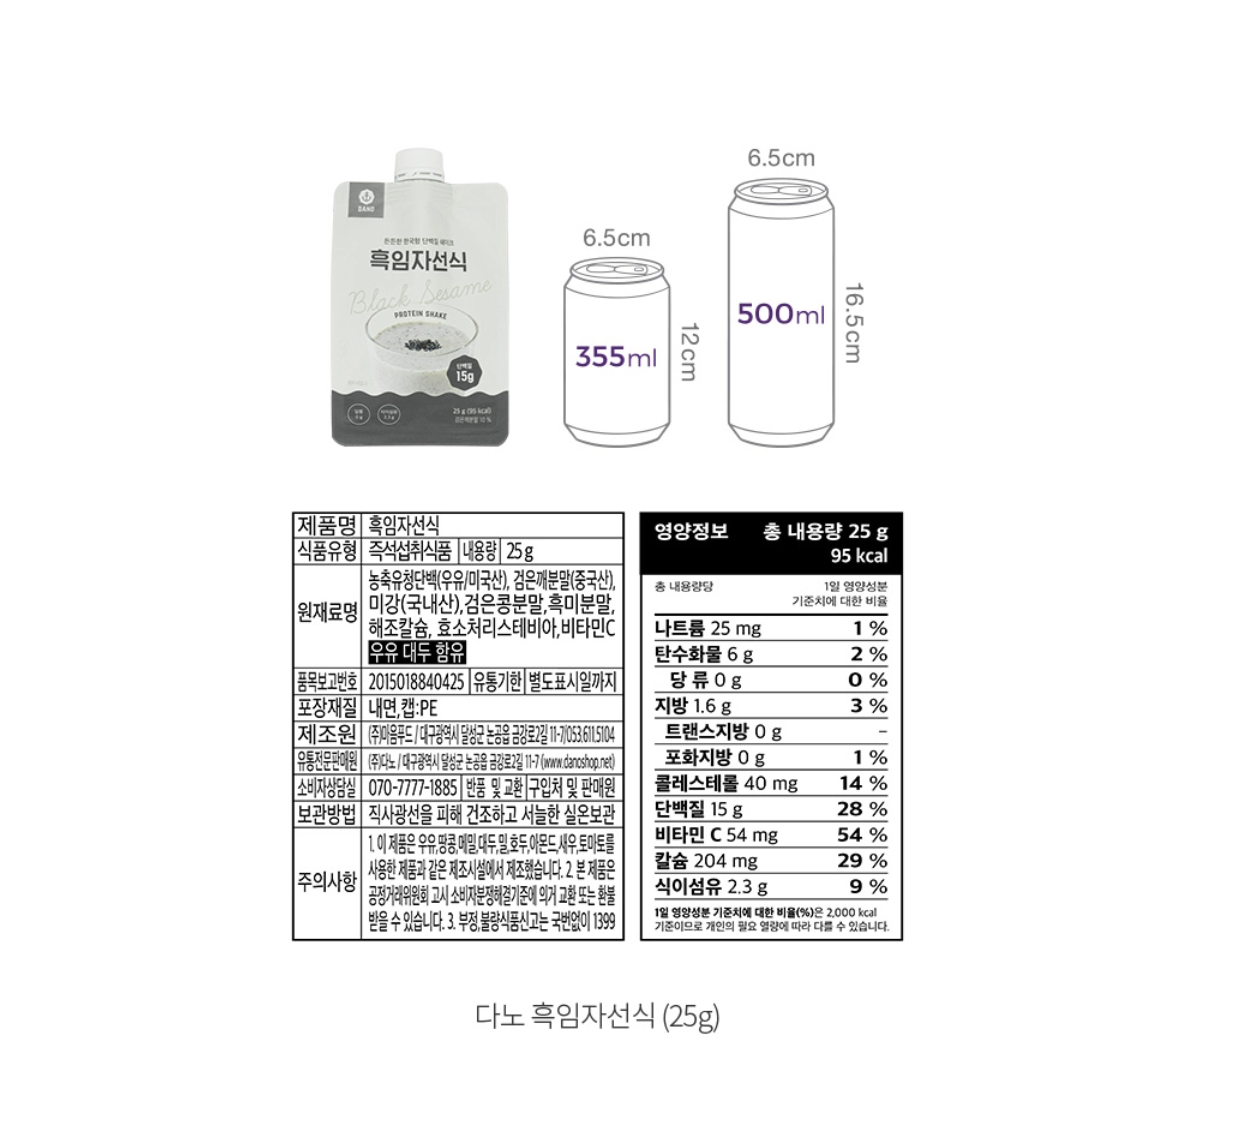 DANO
든든한 한국형 단백질 쉐이크
흑임자선식
Black Sesame
PROTEIN SHAKE
단백질
15g
25 g (95 kcal)
검은깨분말 10 %
6.5cm
355ml
12cm
6.5cm
500ml
16.5cm
제품명 흑임자선식
식품유형 즉석섭취식품 내용량 25g
원재료명 농축유청단백(우유/미국산), 검은깨분말(중국산),
미강(국내산),검은콩분말,흑미분말,
해조칼슘, 효소처리스테비아,비타민C
우유 대두 함유
품목보고번호 2015018840425 유통기한 별도표시일까지
포장재질 내면,캡:PE
제조원 (주)마음푸드 / 대구광역시 달성군 논공읍 금강로2길 11-7/053.611.5104
유통전문판매원 (주)다노 / 대구광역시 달성군 논공읍 금강로2길 11-7 (www.danoshop.net)
소비자상담실 070-7777-1885 반품 및 교환 구입처 및 판매원
보관방법 직사광선을 피해 건조하고 서늘한 실온보관
주의사항 1. 이 제품은 우유,땅콩,메밀,대두,밀,호두,아몬드,새우,토마토를
사용한 제품과 같은 제조시설에서 제조했습니다. 2. 본 제품은
공정거래위원회 고시 소비자분쟁해결기준에 의거 교환 또는 환불
받을 수 있습니다. 3. 부정,불량식품신고는 국번없이 1399
영양정보 총 내용량 25 g
95 kcal
총 내용량당 1일 영양성분
기준치에 대한 비율
나트륨 25 mg 1 %
탄수화물 6 g 2 %
당 류 0 g 0 %
지방 1.6 g 3 %
트랜스지방 0 g -
포화지방 0 g 1 %
콜레스테롤 40 mg 14 %
단백질 15 g 28 %
비타민 C 54 mg 54 %
칼슘 204 mg 29 %
식이섬유 2.3 g 9 %
1일 영양성분 기준치에 대한 비율(%)은 2,000 kcal
기준이므로 개인의 필요 열량에 따라 다를 수 있습니다.
다노 흑임자선식 (25g)